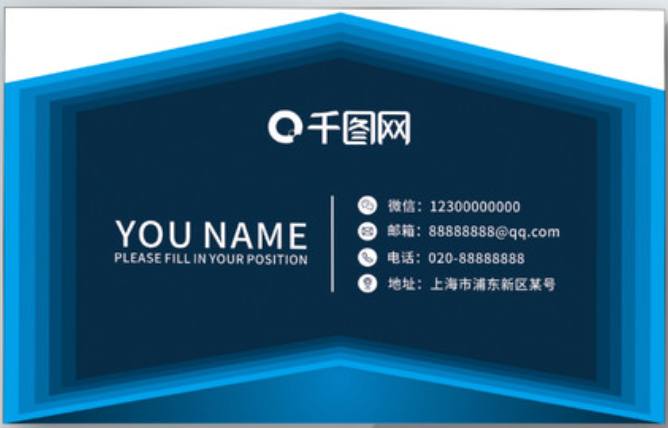 千图网
YOU NAME
PLEASE FILL IN YOUR POSITION
微信：12300000000
邮箱：88888888@qq.com
电话：020-88888888
地址：上海市浦东新区某号